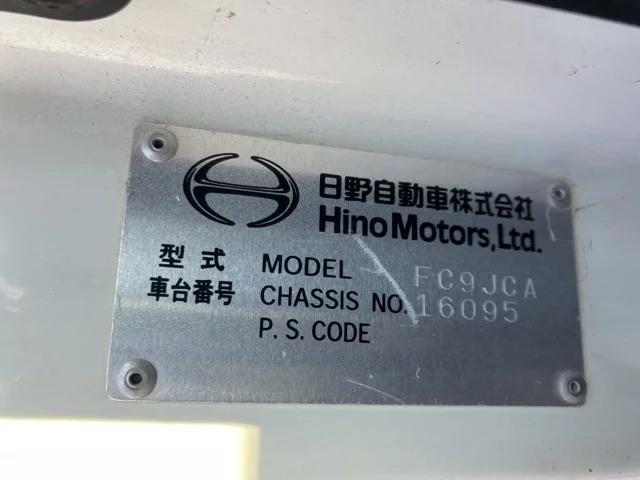 日野自動車株式会社
Hino Motors, Ltd.
型式 MODEL FC9JCA
車台番号 CHASSIS NO. 16095
P. S. CODE